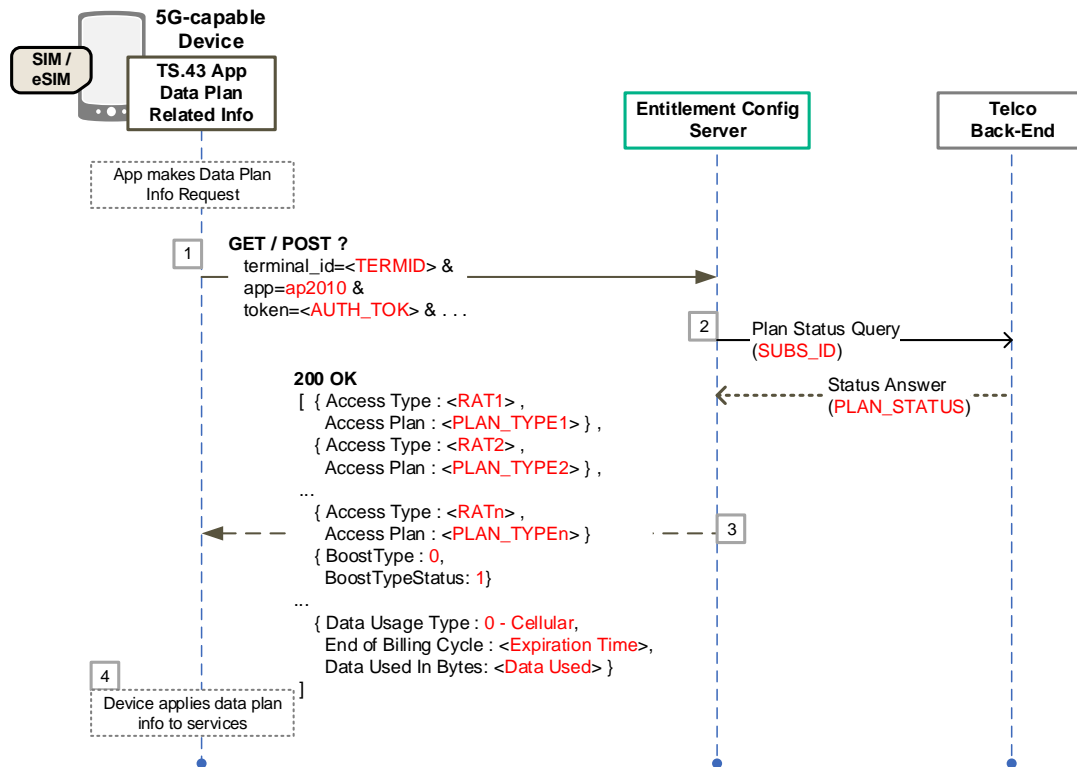 5G-capable
Device
SIM /
eSIM
TS.43 App
Data Plan
Related Info
Entitlement Config
Server
Telco
Back-End
App makes Data Plan
Info Request
1
GET / POST ?
terminal_id=<TERMID> &
app=ap2010 &
token=<AUTH_TOK> & . . .
2
Plan Status Query
(SUBS_ID)
Status Answer
(PLAN_STATUS)
200 OK
[ { Access Type : <RAT1> ,
Access Plan : <PLAN_TYPE1> } ,
{ Access Type : <RAT2> ,
Access Plan : <PLAN_TYPE2> } ,
...
{ Access Type : <RATn> ,
Access Plan : <PLAN_TYPEn> }
3
{ BoostType : 0,
BoostTypeStatus: 1}
...
{ Data Usage Type : 0 - Cellular,
End of Billing Cycle : <Expiration Time>,
Data Used In Bytes: <Data Used> }
]
4
Device applies data plan
info to services